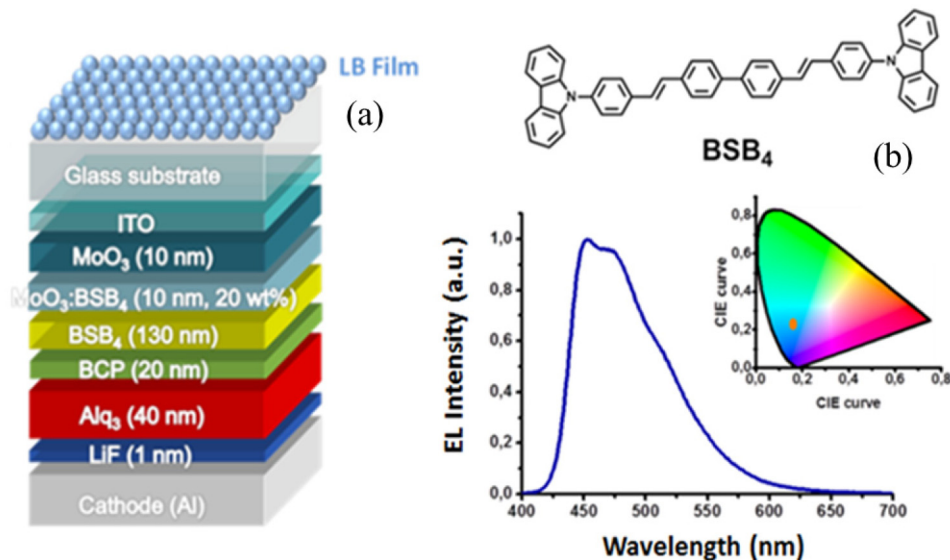 LB Film
(a)
Glass substrate
ITO
MoO₃ (10 nm)
MoO₃:BSB₄ (10 nm, 20 wt%)
BSB₄ (130 nm)
BCP (20 nm)
Alq₃ (40 nm)
LiF (1 nm)
Cathode (Al)
N
N
BSB₄
(b)
EL Intensity (a.u.)
1,0
0,8
0,6
0,4
0,2
0,0
400 450 500 550 600 650 700
Wavelength (nm)
CIE curve
0,8
0,6
0,4
0,2
0,0
0,0 0,2 0,4 0,6 0,8
CIE curve